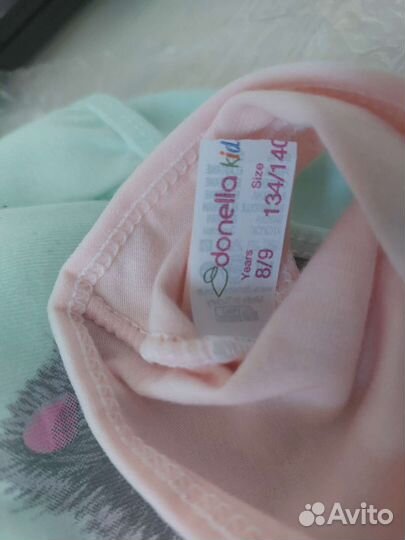 donella kid
Years Size
8/9 134/140
Avito